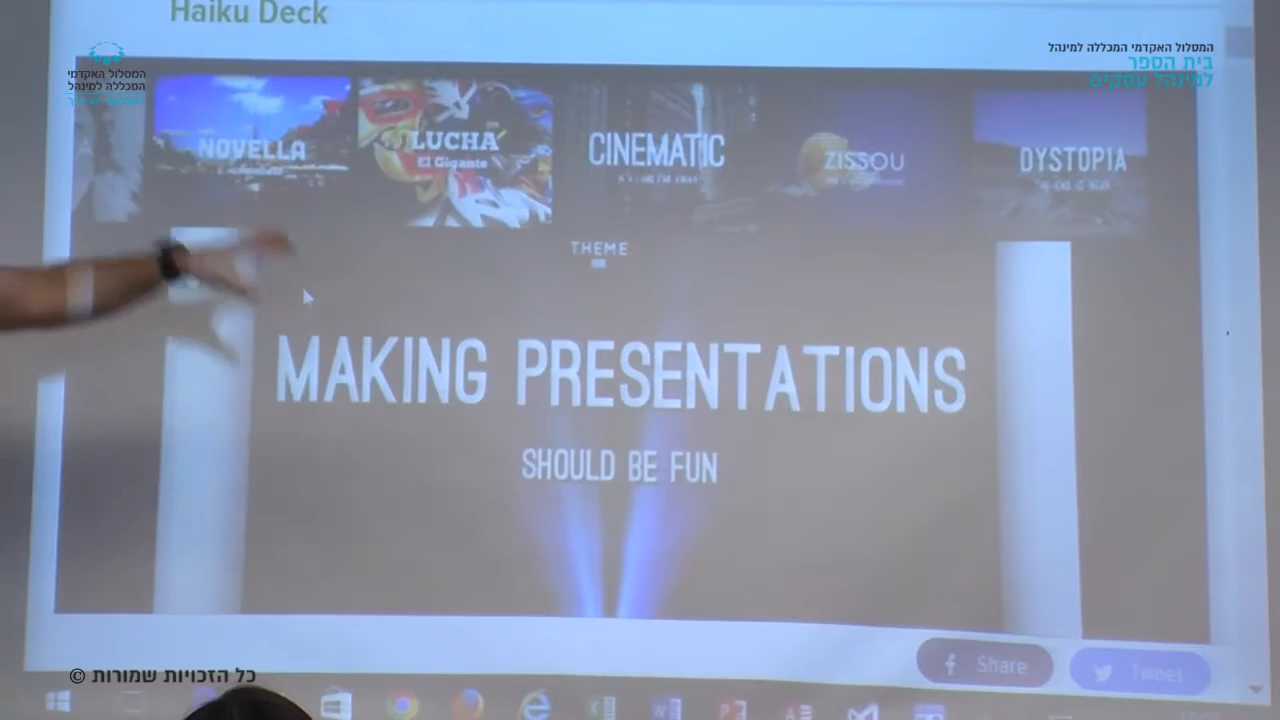 Haiku Deck
המסלול האקדמי המכללה למינהל
בית הספר
למינהל עסקים
המסלול האקדמי
המכללה למינהל
NOVELLA
LUCHA
El Gigante
CINEMATIC
ZISSOU
DYSTOPIA
THEME
MAKING PRESENTATIONS
SHOULD BE FUN
Share
Tweet
כל הזכויות שמורות ©